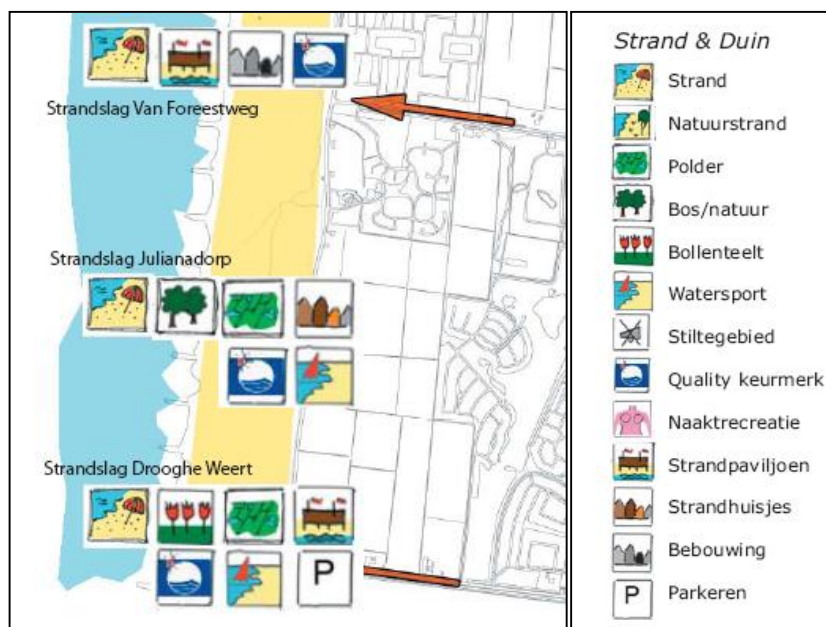 Strandslag Van Foreestweg
Strandslag Julianadorp
Strandslag Drooghe Weert
P
Strand & Duin
Strand
Natuurstrand
Polder
Bos/natuur
Bollenteelt
Watersport
Stiltegebied
Quality keurmerk
Naaktrecreatie
Strandpaviljoen
Strandhuisjes
Bebouwing
P Parkeren